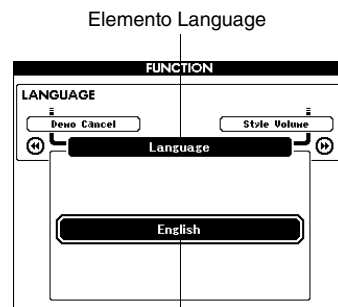 Elemento Language
FUNCTION
LANGUAGE
Demo Cancel
Style Volume
Language
English